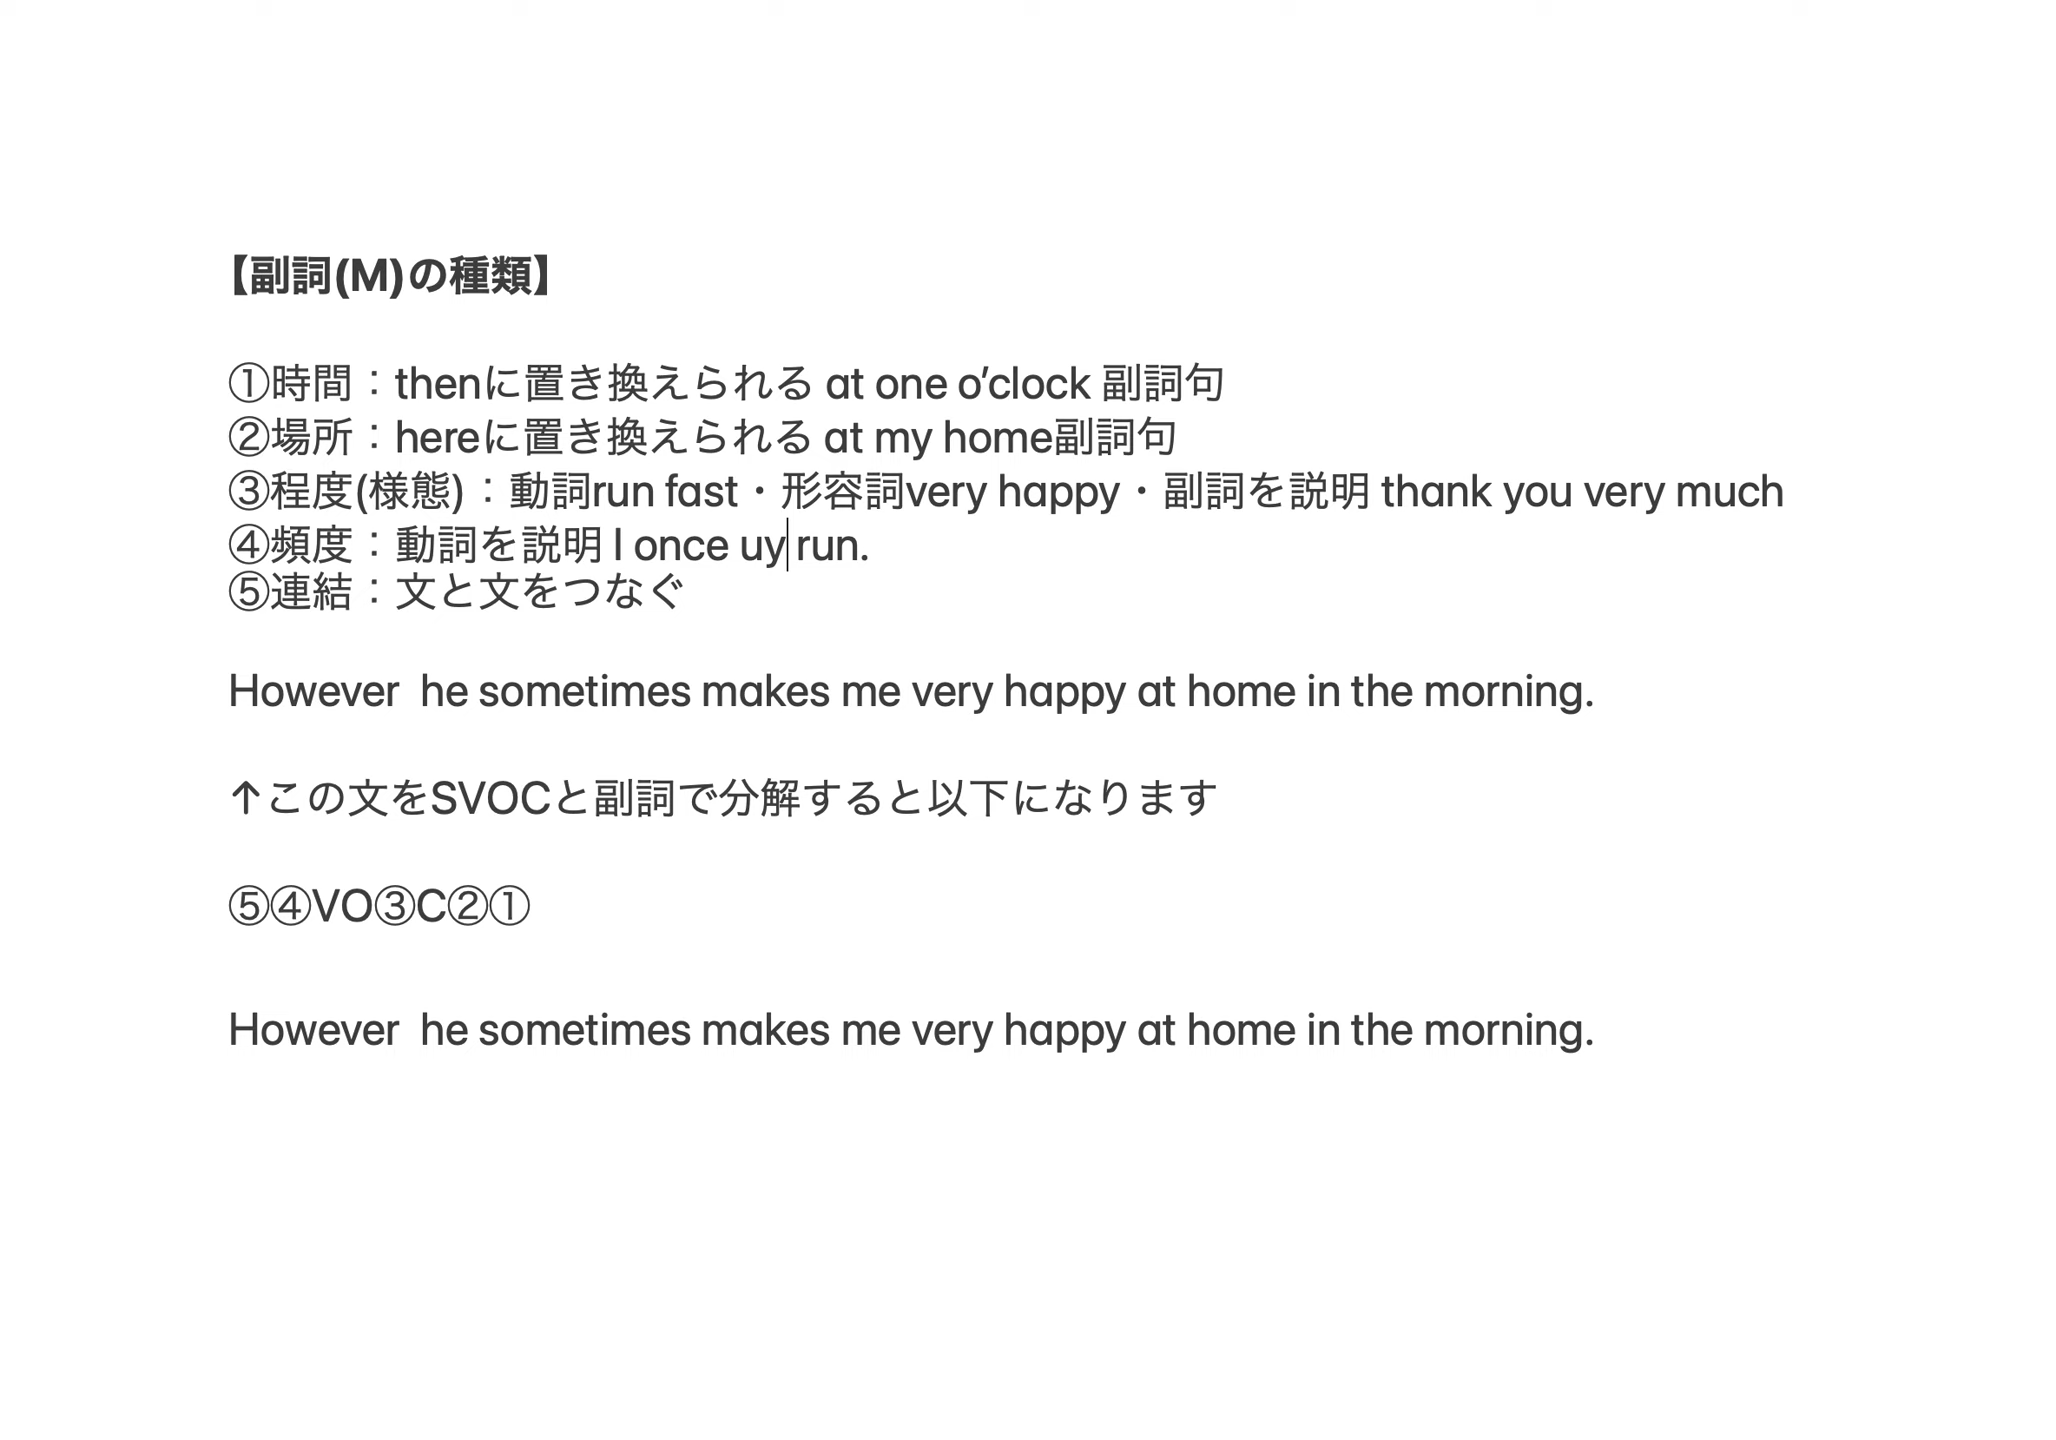 【副詞(M)の種類】
①時間：thenに置き換えられる at one o’clock 副詞句
②場所：hereに置き換えられる at my home副詞句
③程度(様態)：動詞run fast・形容詞very happy・副詞を説明 thank you very much
④頻度：動詞を説明 I once uy run.
⑤連結：文と文をつなぐ
However  he sometimes makes me very happy at home in the morning.
↑この文をSVOCと副詞で分解すると以下になります
⑤④VO③C②①
However  he sometimes makes me very happy at home in the morning.